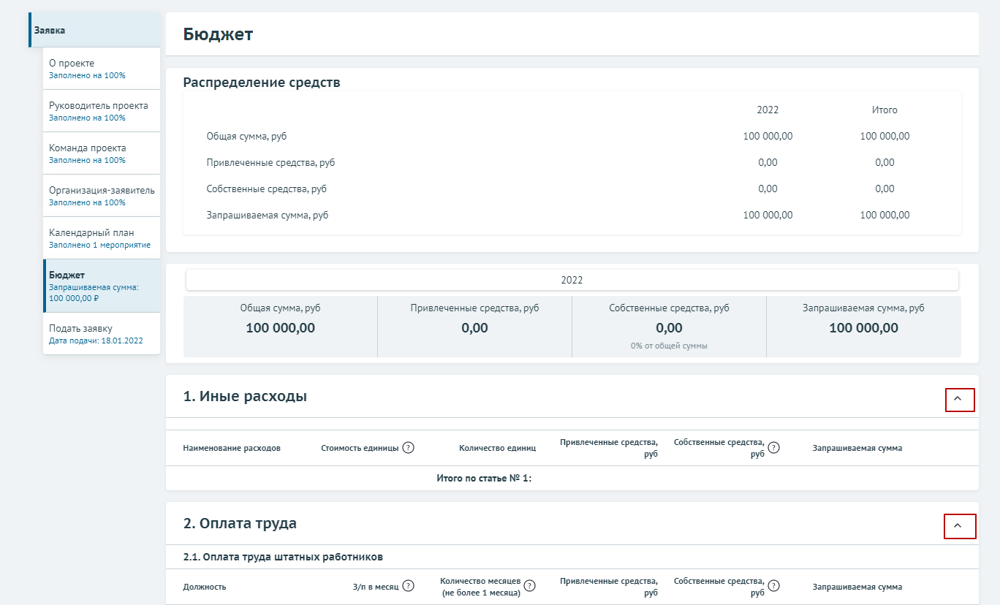 Заявка
О проекте
Заполнено на 100%
Руководитель проекта
Заполнено на 100%
Команда проекта
Заполнено на 100%
Организация-заявитель
Заполнено на 100%
Календарный план
Заполнено 1 мероприятие
Бюджет
Запрашиваемая сумма:
100 000,00 ₽
Подать заявку
Дата подачи: 18.01.2022
Бюджет
Распределение средств
2022 Итого
Общая сумма, руб 100 000,00 100 000,00
Привлеченные средства, руб 0,00 0,00
Собственные средства, руб 0,00 0,00
Запрашиваемая сумма, руб 100 000,00 100 000,00
2022
Общая сумма, руб Привлеченные средства, руб Собственные средства, руб Запрашиваемая сумма, руб
100 000,00 0,00 0,00 100 000,00
0% от общей суммы
1. Иные расходы
Наименование расходов Стоимость единицы ? Количество единиц Привлеченные средства, руб Собственные средства, руб ? Запрашиваемая сумма
Итого по статье № 1:
2. Оплата труда
2.1. Оплата труда штатных работников
Должность З/п в месяц ? Количество месяцев (не более 1 месяца) ? Привлеченные средства, руб Собственные средства, руб ? Запрашиваемая сумма